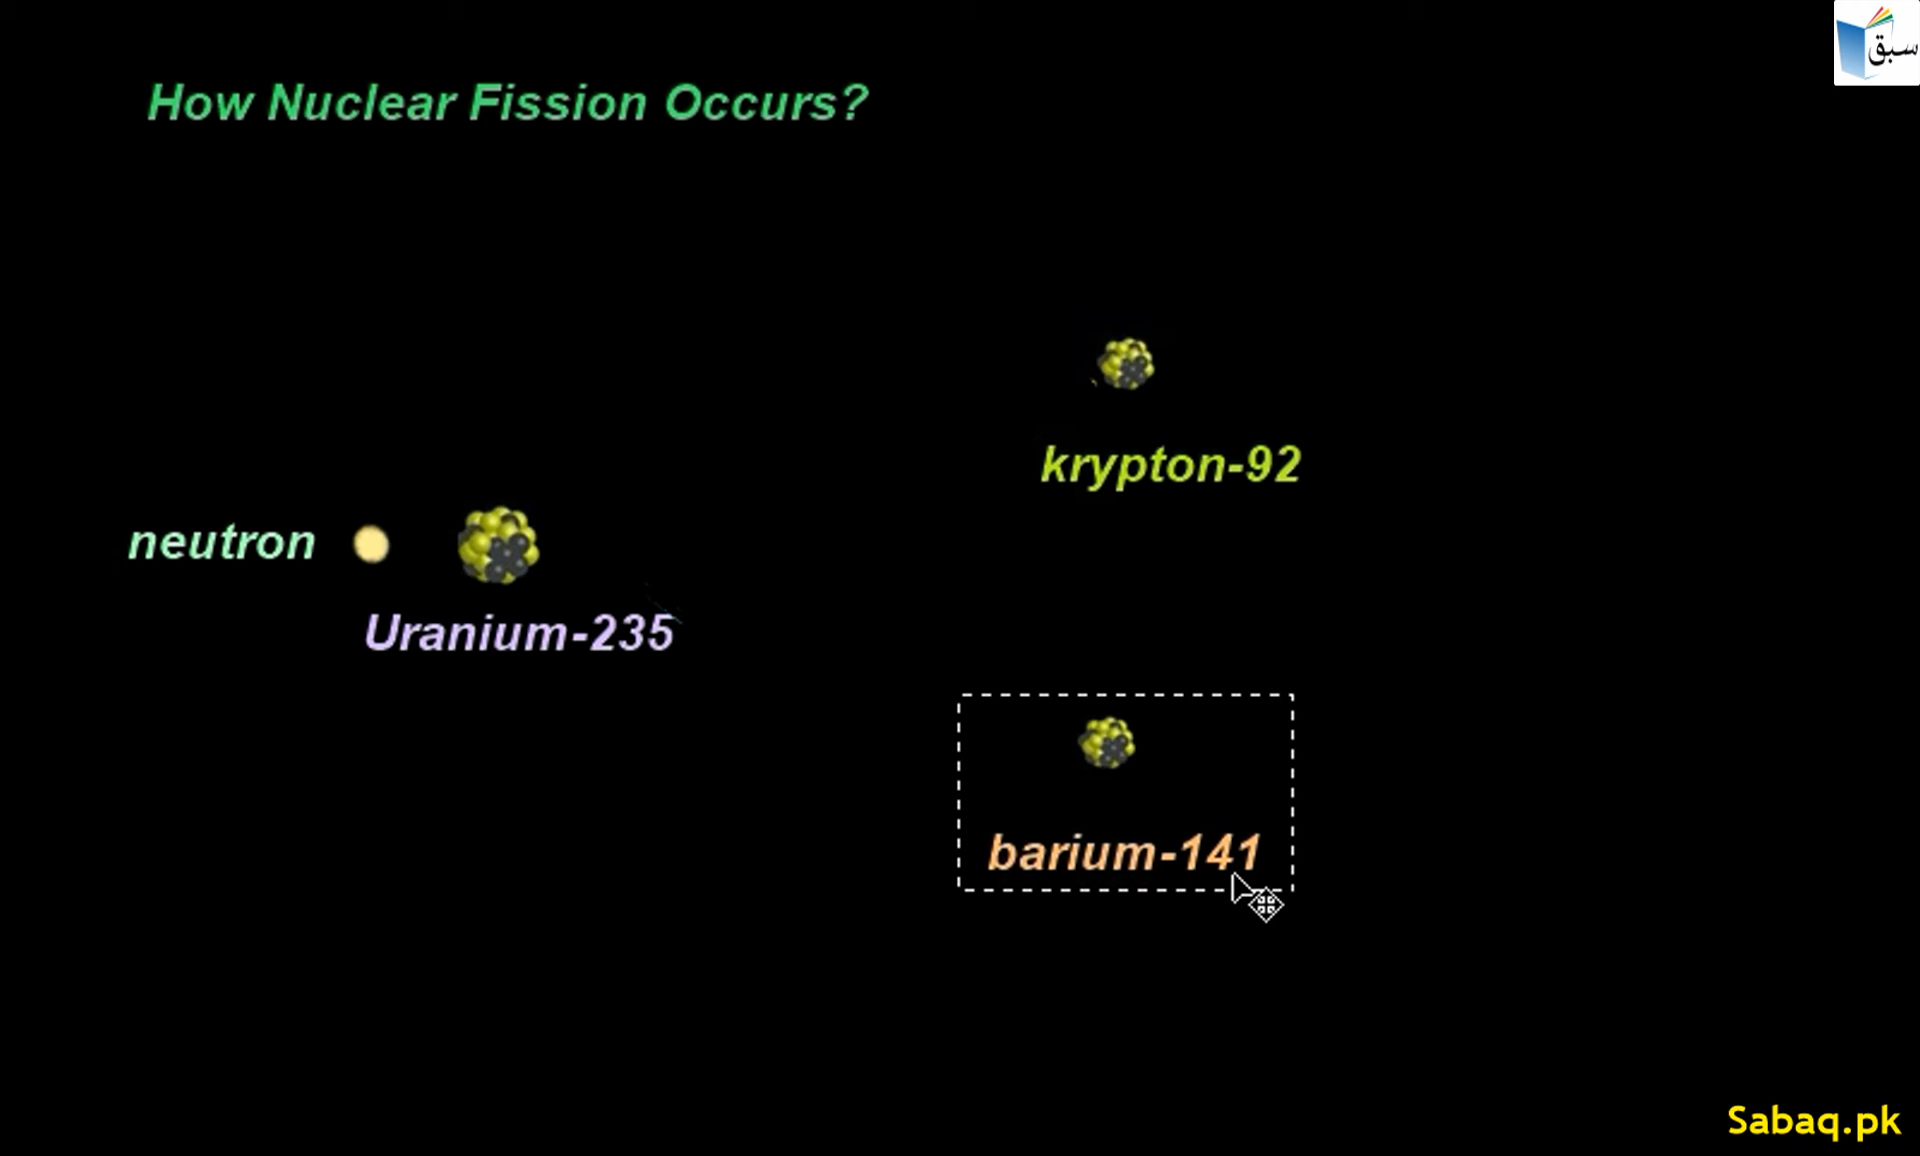 سبق
How Nuclear Fission Occurs?
krypton-92
neutron
Uranium-235
barium-141
Sabaq.pk